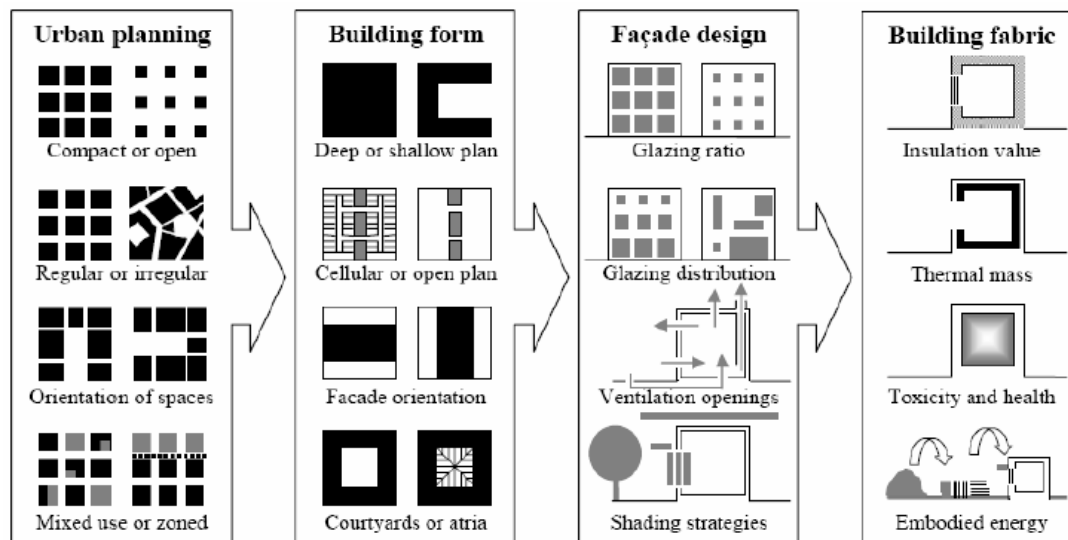 Urban planning
Compact or open
Regular or irregular
Orientation of spaces
Mixed use or zoned
Building form
Deep or shallow plan
Cellular or open plan
Facade orientation
Courtyards or atria
Façade design
Glazing ratio
Glazing distribution
Ventilation openings
Shading strategies
Building fabric
Insulation value
Thermal mass
Toxicity and health
Embodied energy